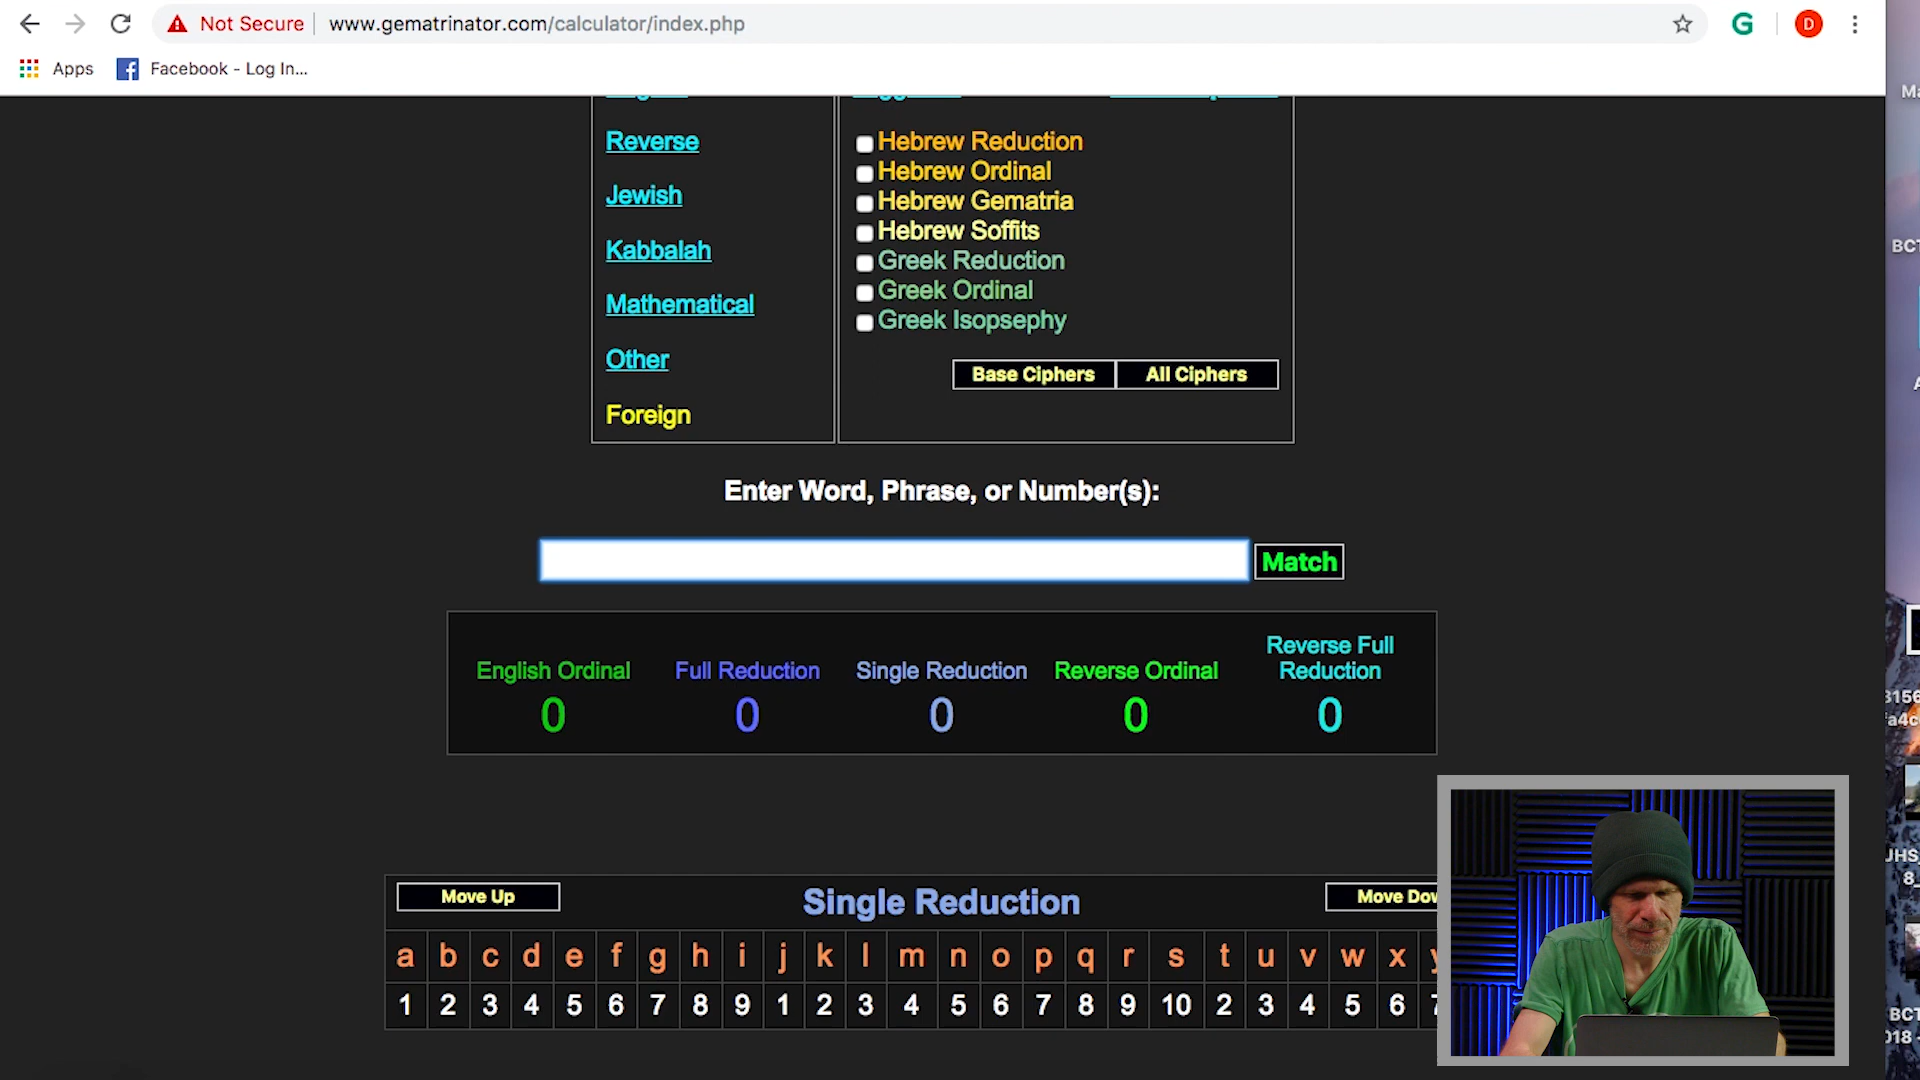 Not Secure www.gematrinator.com/calculator/index.php G D
Apps Facebook - Log In...
Reverse
Jewish
Kabbalah
Mathematical
Other
Foreign
Hebrew Reduction
Hebrew Ordinal
Hebrew Gematria
Hebrew Soffits
Greek Reduction
Greek Ordinal
Greek Isopsephy
Base Ciphers All Ciphers
Enter Word, Phrase, or Number(s):
Match
English Ordinal Full Reduction Single Reduction Reverse Ordinal Reverse Full Reduction
0 0 0 0 0
Move Up Single Reduction Move Dow
a b c d e f g h i j k l m n o p q r s t u v w x y
1 2 3 4 5 6 7 8 9 1 2 3 4 5 6 7 8 9 10 2 3 4 5 6 7